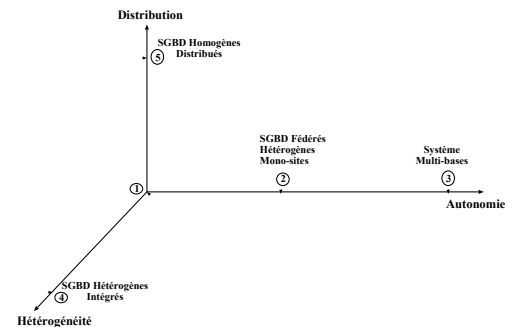 Distribution
SGBD Homogènes
5
Distribués
SGBD Fédérés
Hétérogènes
Mono-sites
2
Système
Multi-bases
3
1
Autonomie
SGBD Hétérogènes
4
Intégrés
Hétérogénéité